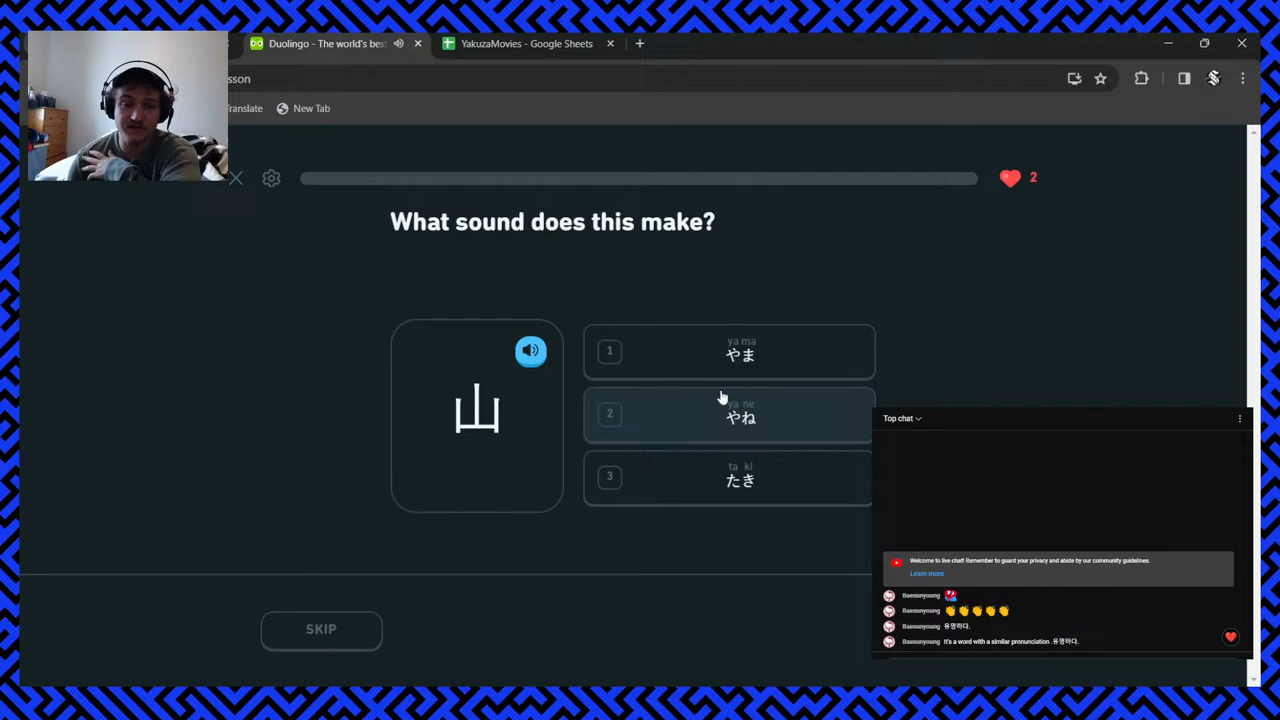 Duolingo - The world's bes
YakuzaMovies - Google Sheets
sson
Translate
New Tab
2
What sound does this make?
山
1
ya ma
やま
2
ya ne
やね
3
ta ki
たき
SKIP
Top chat
Welcome to live chat! Remember to guard your privacy and abide by our community guidelines.
Learn more
Baesunyoung
Baesunyoung
Baesunyoung 유명하다.
Baesunyoung It's a word with a similar pronunciation .유명하다.